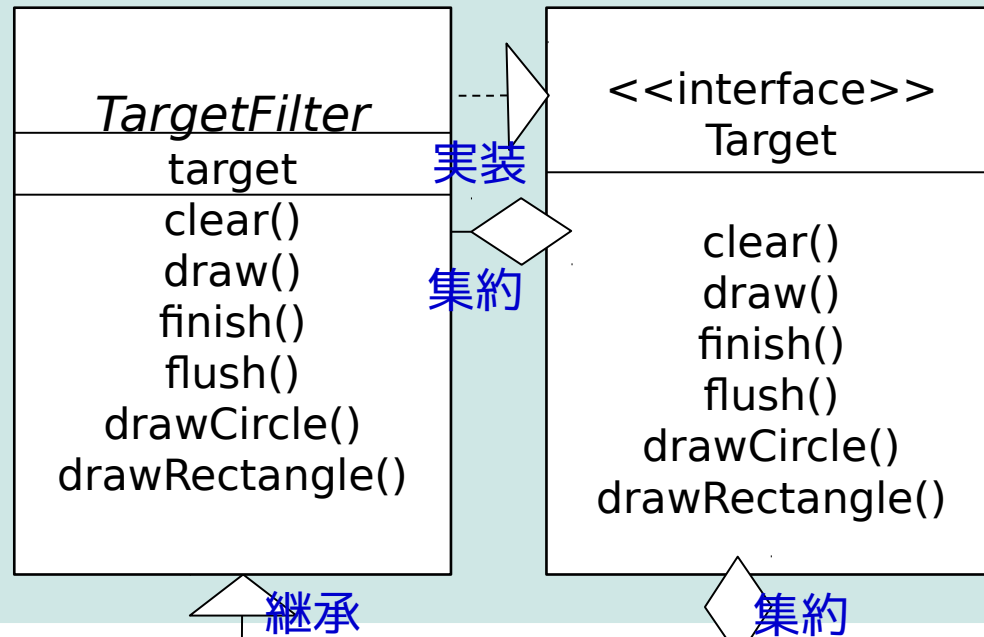 TargetFilter
target
clear()
draw()
finish()
flush()
drawCircle()
drawRectangle()
実装
集約
<<interface>>
Target
clear()
draw()
finish()
flush()
drawCircle()
drawRectangle()
継承
集約